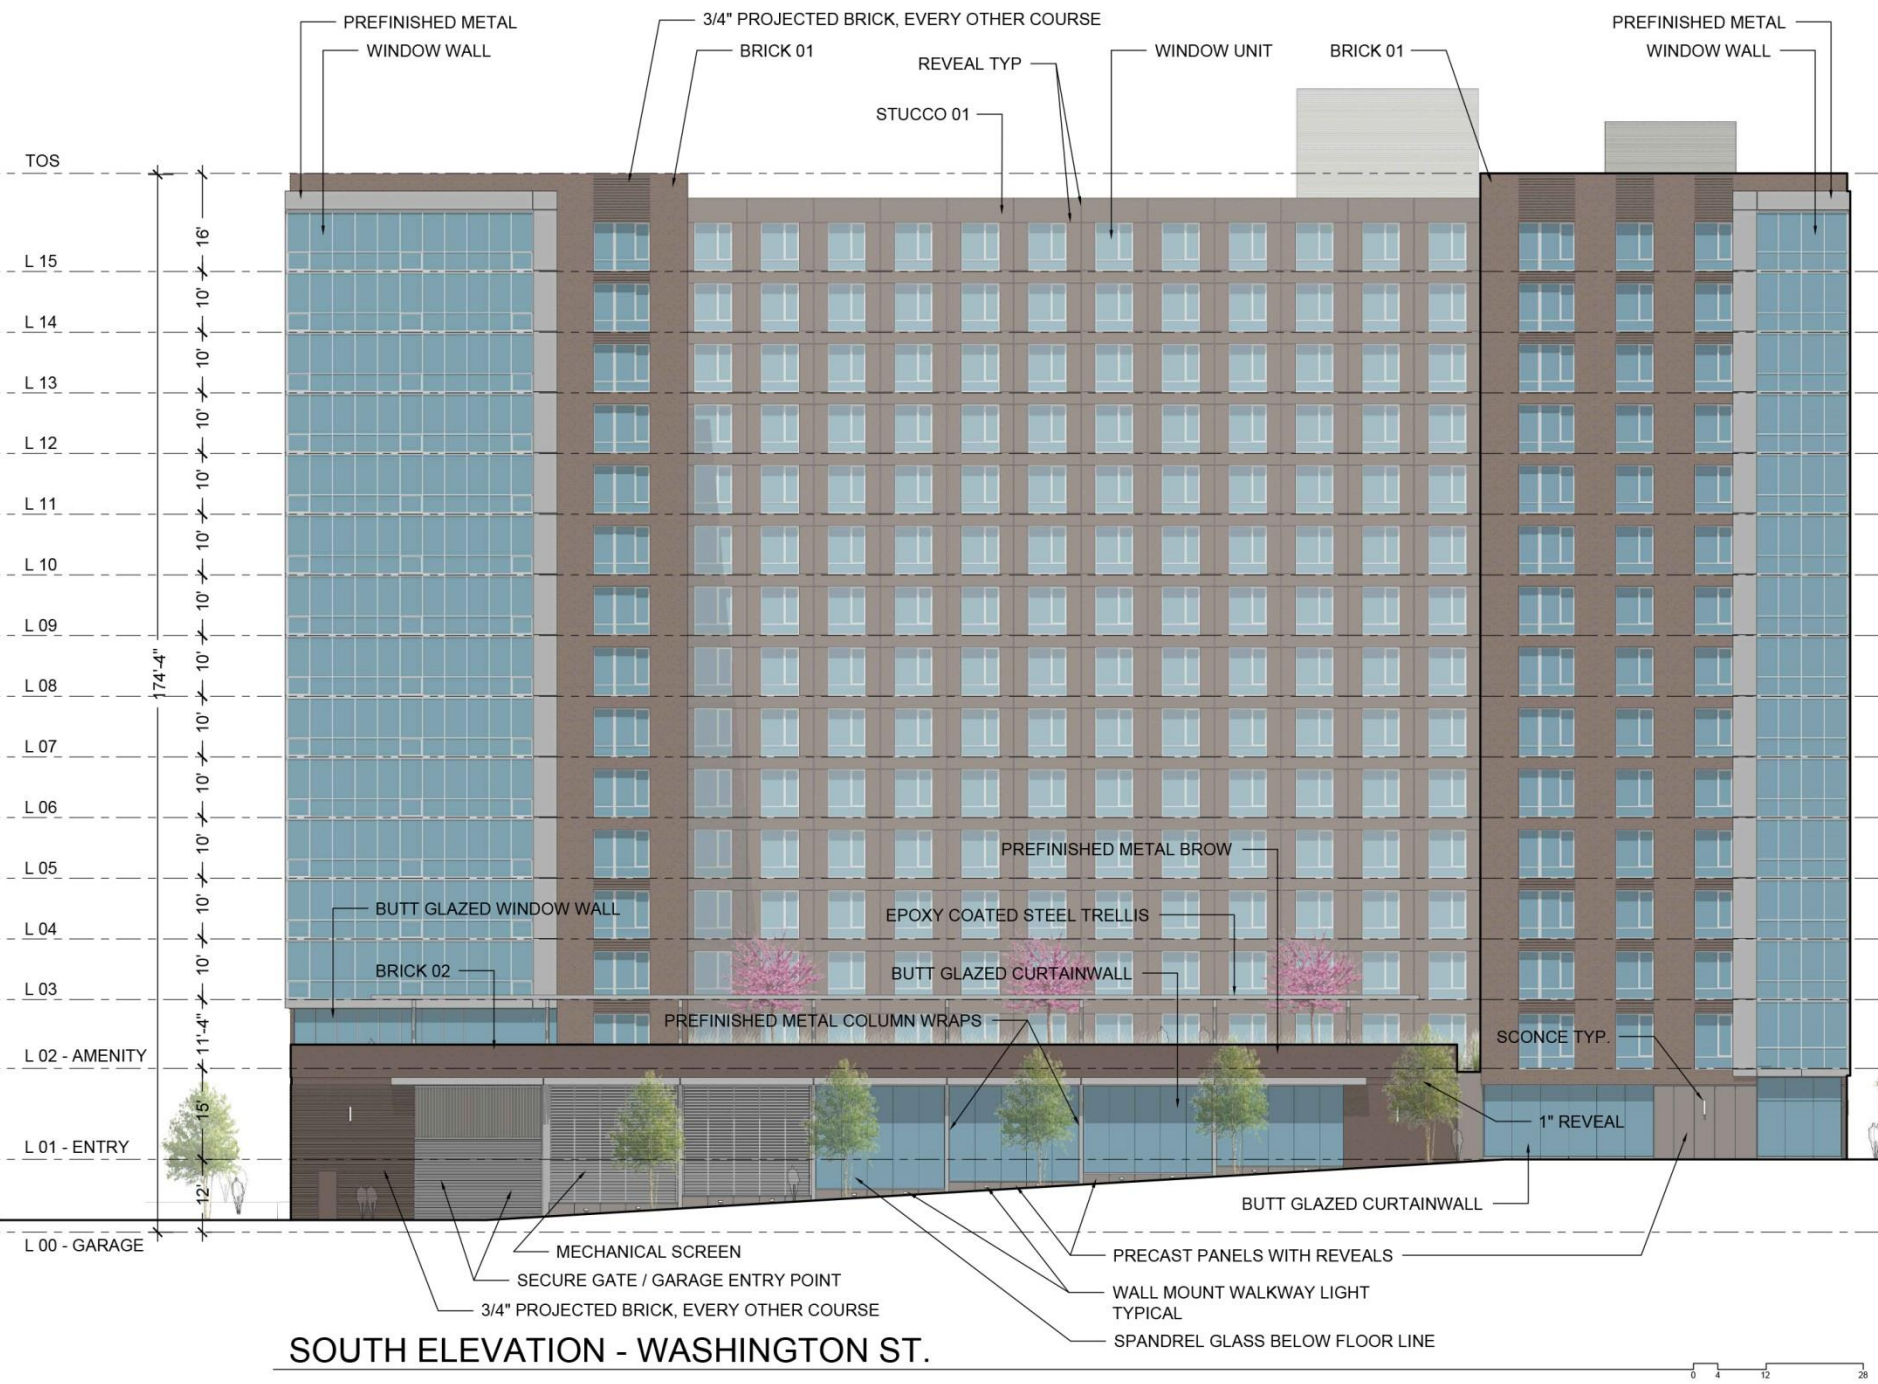 PREFINISHED METAL
WINDOW WALL
3/4" PROJECTED BRICK, EVERY OTHER COURSE
BRICK 01
REVEAL TYP
STUCCO 01
WINDOW UNIT
BRICK 01
PREFINISHED METAL
WINDOW WALL
TOS
16'
L 15
10'
L 14
10'
L 13
10'
L 12
10'
L 11
10'
L 10
10'
L 09
10'
L 08
10'
L 07
10'
L 06
10'
L 05
10'
L 04
10'
L 03
11'-4"
L 02 - AMENITY
15'
L 01 - ENTRY
12'
L 00 - GARAGE
174'-4"
PREFINISHED METAL BROW
BUTT GLAZED WINDOW WALL
EPOXY COATED STEEL TRELLIS
BRICK 02
BUTT GLAZED CURTAINWALL
PREFINISHED METAL COLUMN WRAPS
SCONCE TYP.
1" REVEAL
BUTT GLAZED CURTAINWALL
MECHANICAL SCREEN
PRECAST PANELS WITH REVEALS
SECURE GATE / GARAGE ENTRY POINT
WALL MOUNT WALKWAY LIGHT
TYPICAL
3/4" PROJECTED BRICK, EVERY OTHER COURSE
SPANDREL GLASS BELOW FLOOR LINE
SOUTH ELEVATION - WASHINGTON ST.
0 4 12 28